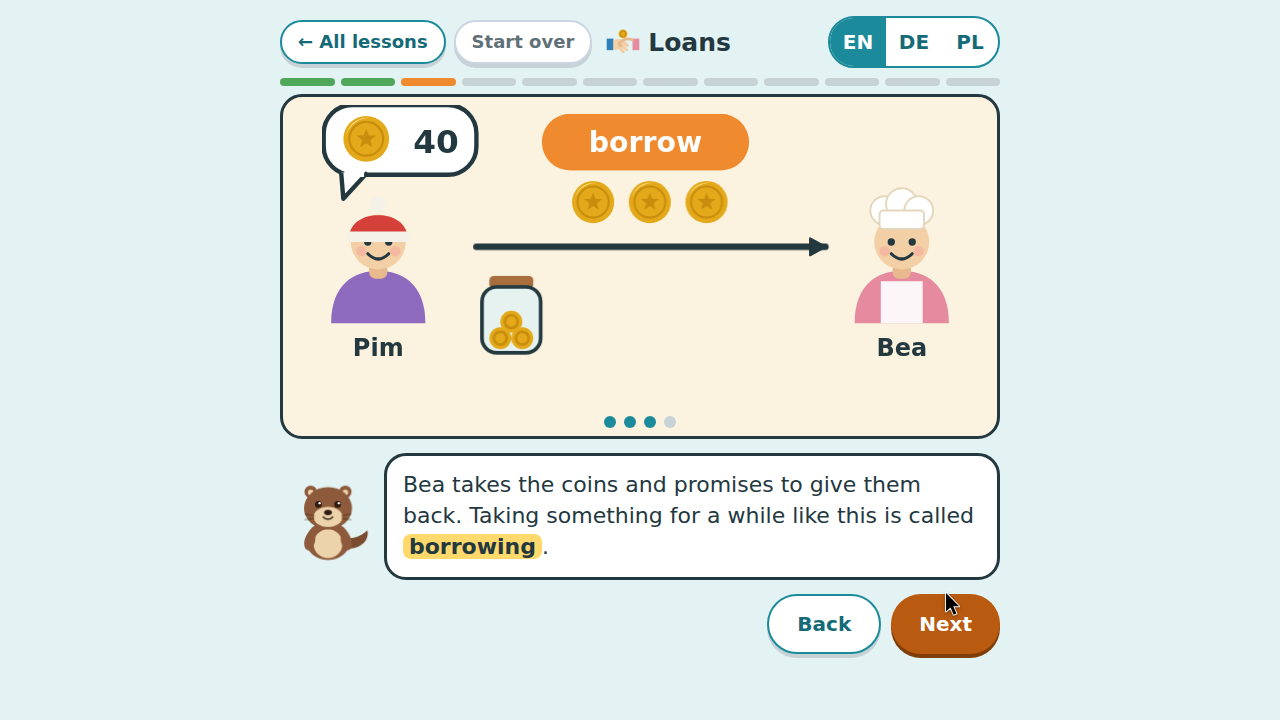 ← All lessons
Start over
Loans
EN
DE
PL
40
borrow
Pim
Bea
Bea takes the coins and promises to give them
back. Taking something for a while like this is called
borrowing.
Back
Next